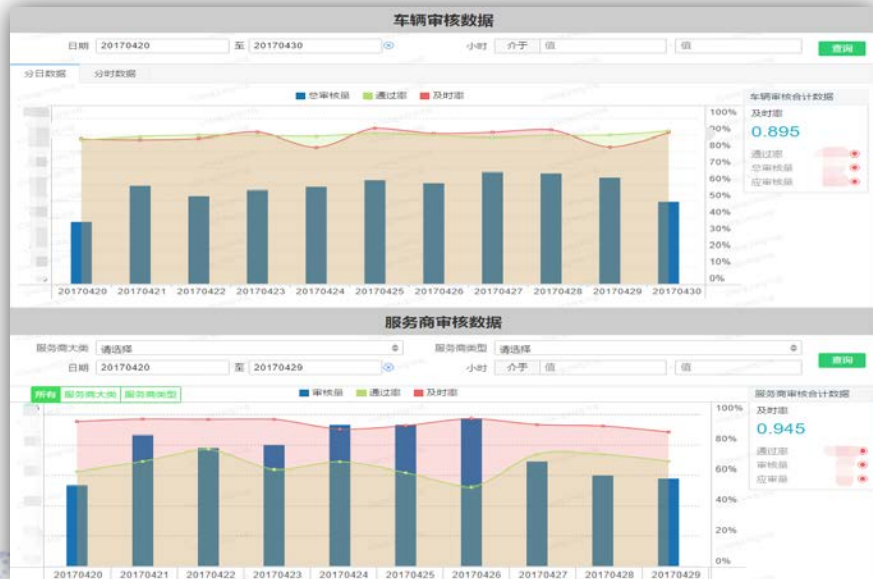 车辆审核数据
日期 20170420 至 20170430 小时 介于 值 值 查询
分日数据 分时数据
总审核量 通过率 及时率
100%
90%
80%
70%
60%
50%
40%
30%
20%
10%
0%
20170420 20170421 20170422 20170423 20170424 20170425 20170426 20170427 20170428 20170429 20170430
车辆审核合计数据
及时率
0.895
通过率
总审核量
应审核量
服务商审核数据
服务商大类 请选择 服务商类型 请选择
日期 20170420 至 20170429 小时 介于 值 值 查询
所有 服务商大类 服务商类型
审核量 通过率 及时率
100%
80%
60%
40%
20%
0%
20170420 20170421 20170422 20170423 20170424 20170425 20170426 20170427 20170428 20170429
服务商审核合计数据
及时率
0.945
通过率
审核量
应审量